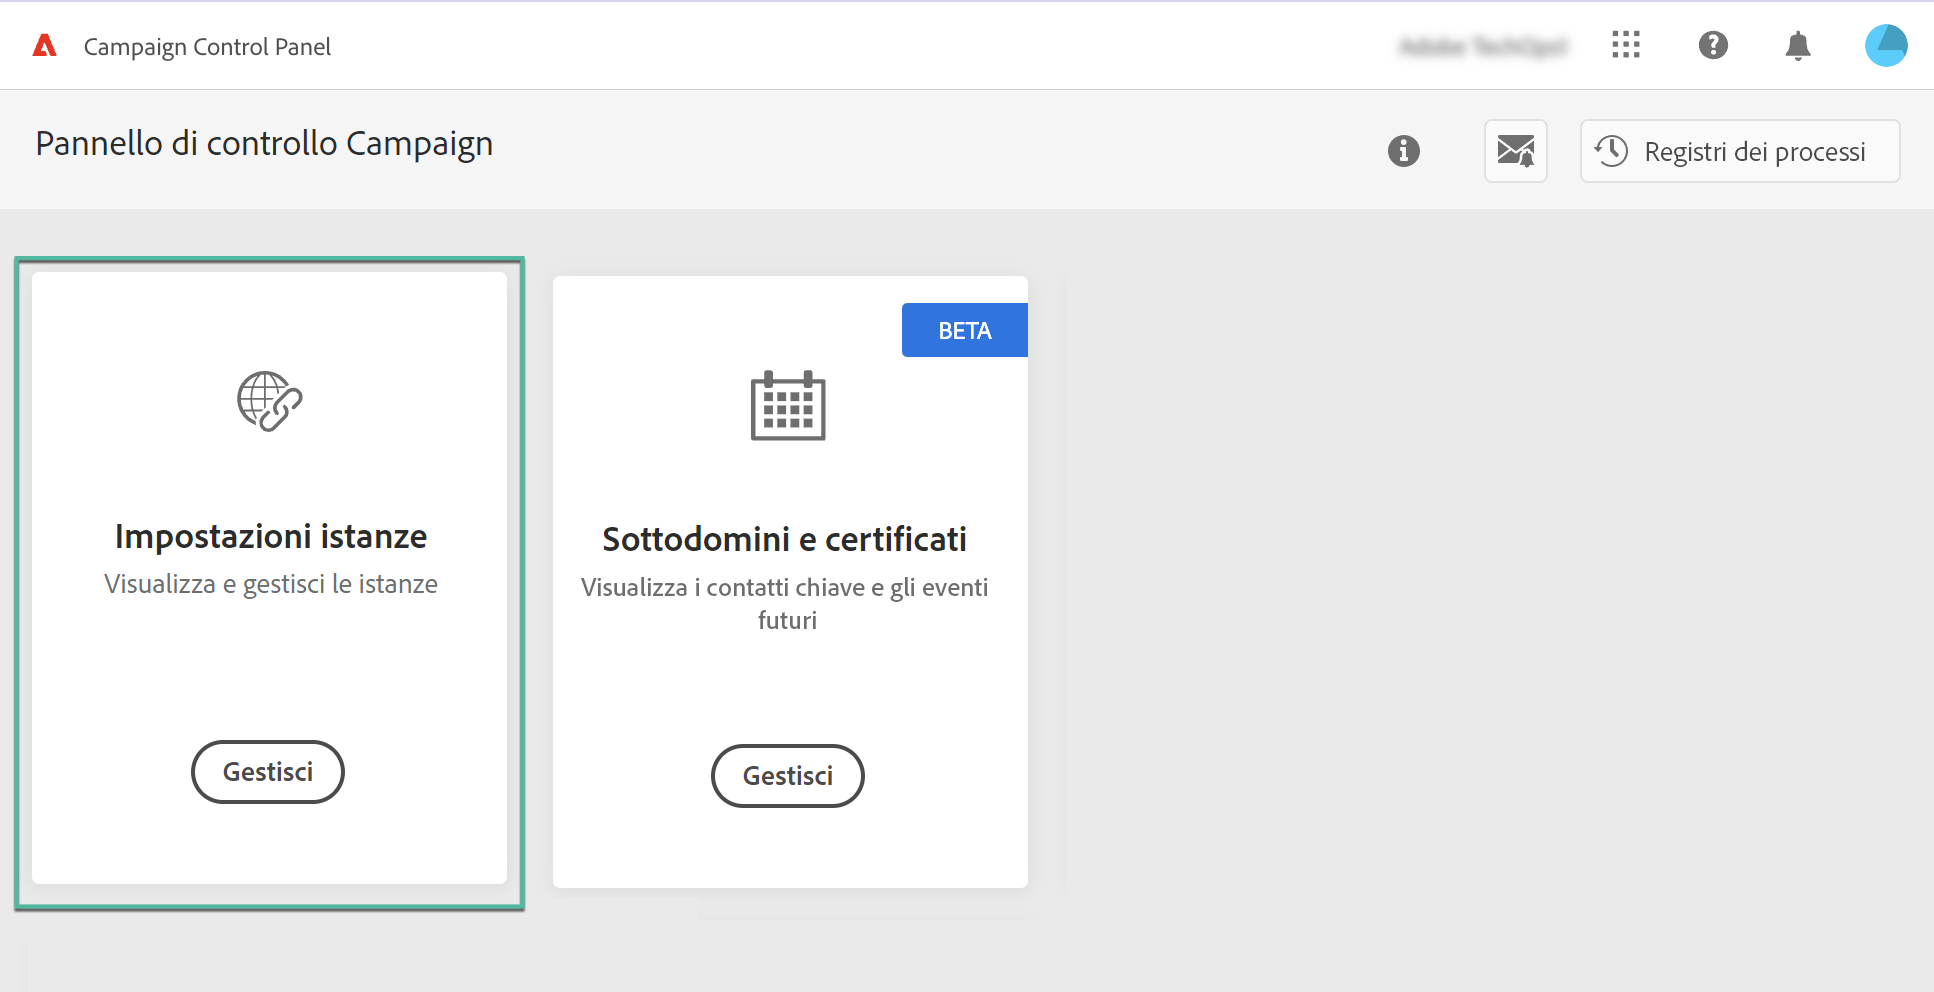 Campaign Control Panel
Pannello di controllo Campaign
Registri dei processi
Impostazioni istanze
Visualizza e gestisci le istanze
Gestisci
BETA
Sottodomini e certificati
Visualizza i contatti chiave e gli eventi
futuri
Gestisci